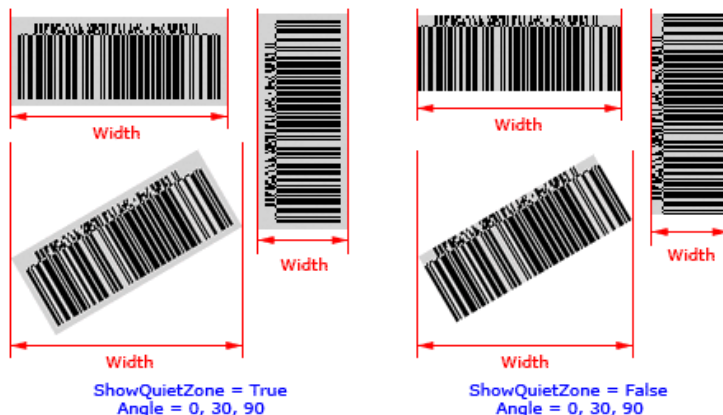 Width
Width
Width
Width
Width
Width
ShowQuietZone = True
Angle = 0, 30, 90
ShowQuietZone = False
Angle = 0, 30, 90